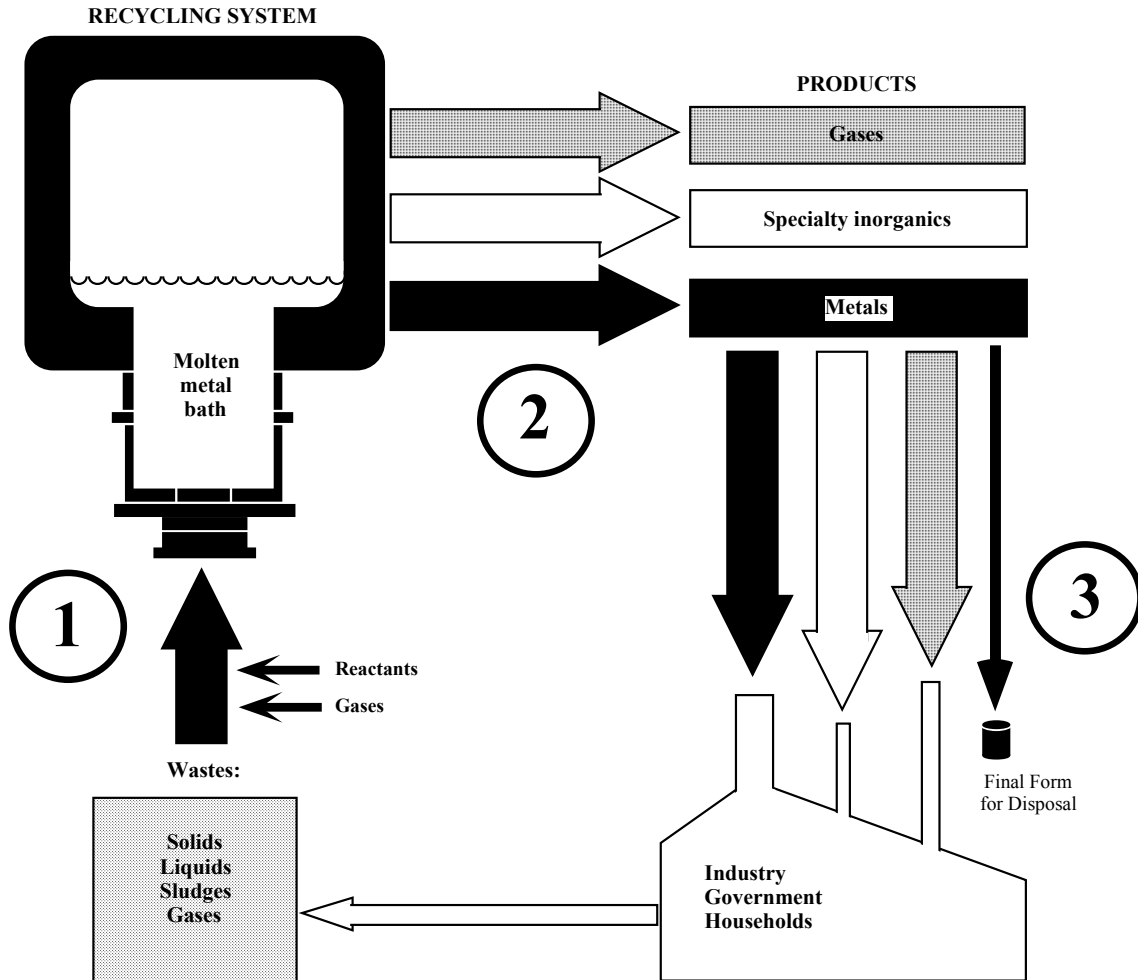 RECYCLING SYSTEM
PRODUCTS
Gases
Specialty inorganics
Metals
Molten
metal
bath
2
1
3
Reactants
Gases
Wastes:
Solids
Liquids
Sludges
Gases
Final Form
for Disposal
Industry
Government
Households